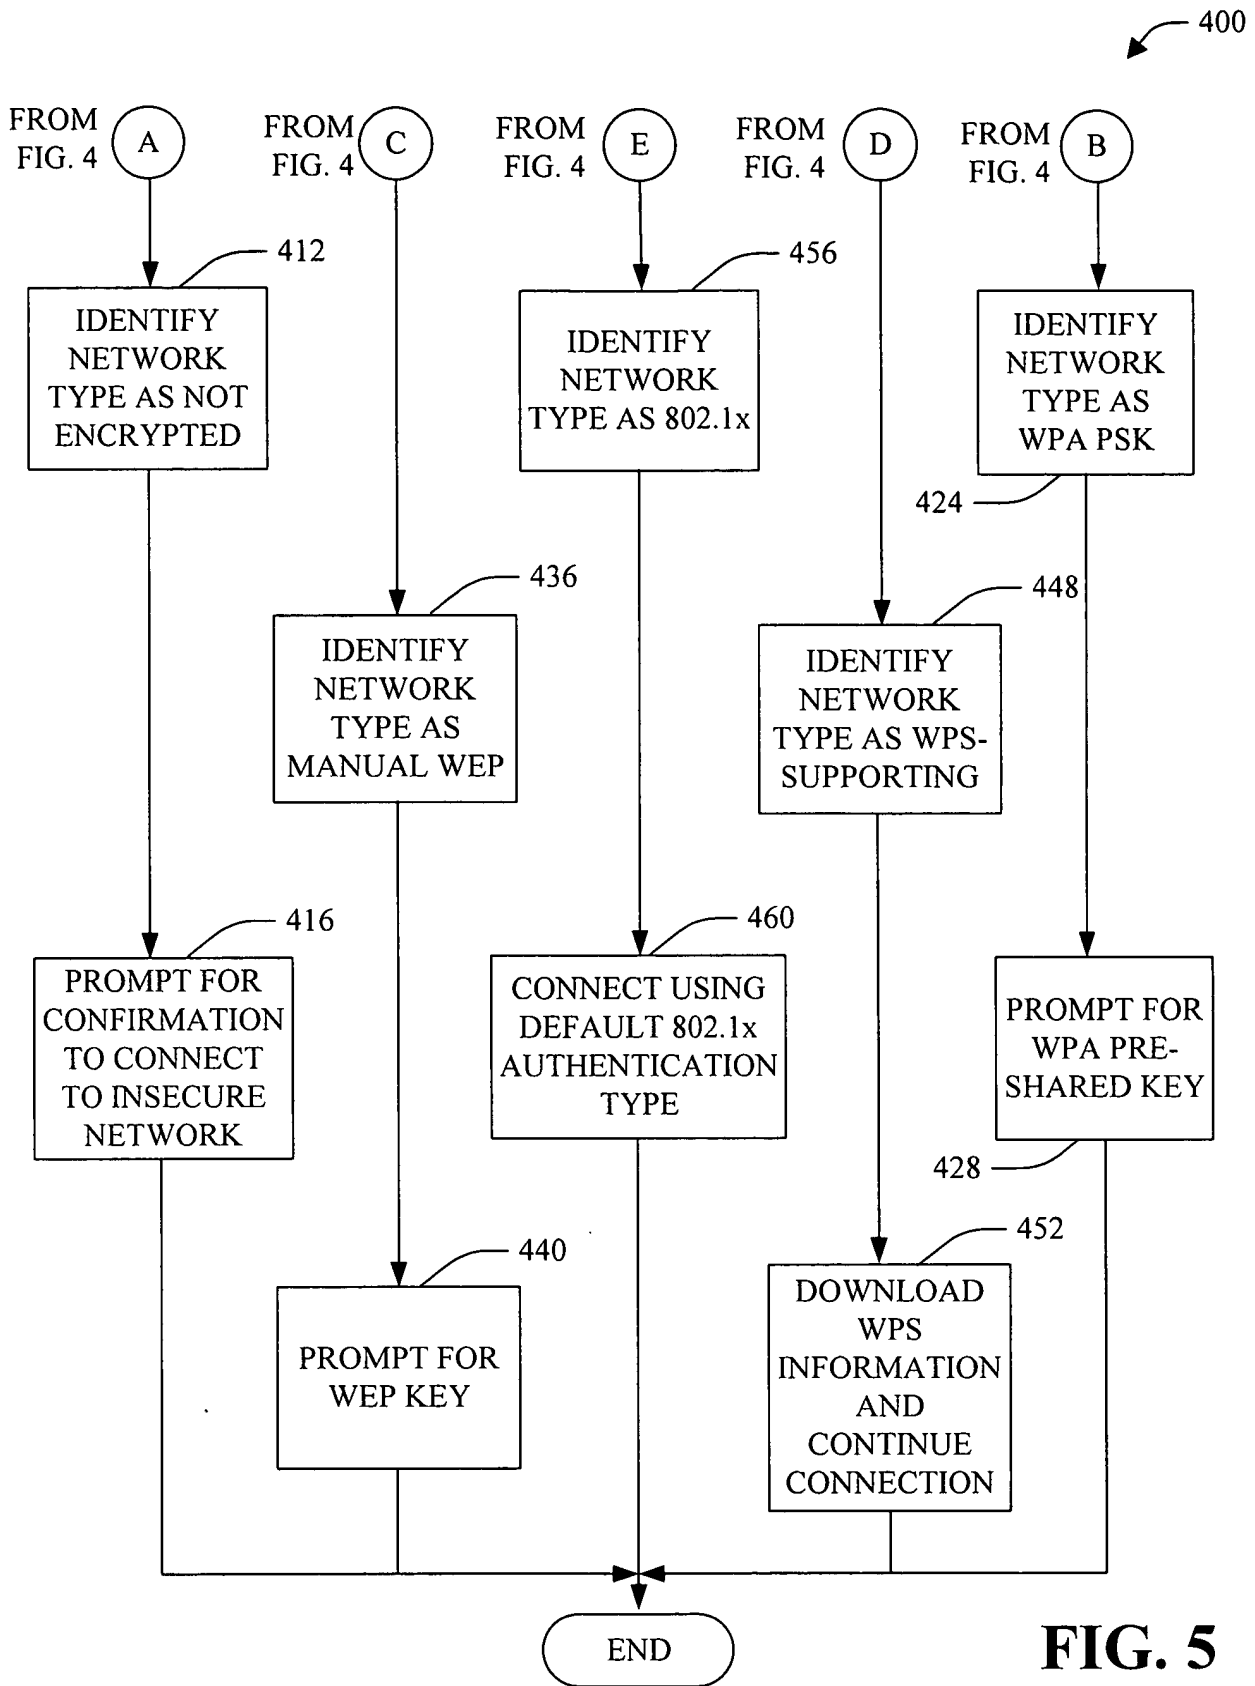 400
FROM
FIG. 4
A
FROM
FIG. 4
C
FROM
FIG. 4
E
FROM
FIG. 4
D
FROM
FIG. 4
B
412
IDENTIFY
NETWORK
TYPE AS NOT
ENCRYPTED
456
IDENTIFY
NETWORK
TYPE AS 802.1x
IDENTIFY
NETWORK
TYPE AS
WPA PSK
424
436
IDENTIFY
NETWORK
TYPE AS
MANUAL WEP
448
IDENTIFY
NETWORK
TYPE AS WPS-
SUPPORTING
416
PROMPT FOR
CONFIRMATION
TO CONNECT
TO INSECURE
NETWORK
460
CONNECT USING
DEFAULT 802.1x
AUTHENTICATION
TYPE
PROMPT FOR
WPA PRE-
SHARED KEY
428
440
PROMPT FOR
WEP KEY
452
DOWNLOAD
WPS
INFORMATION
AND
CONTINUE
CONNECTION
END
FIG. 5